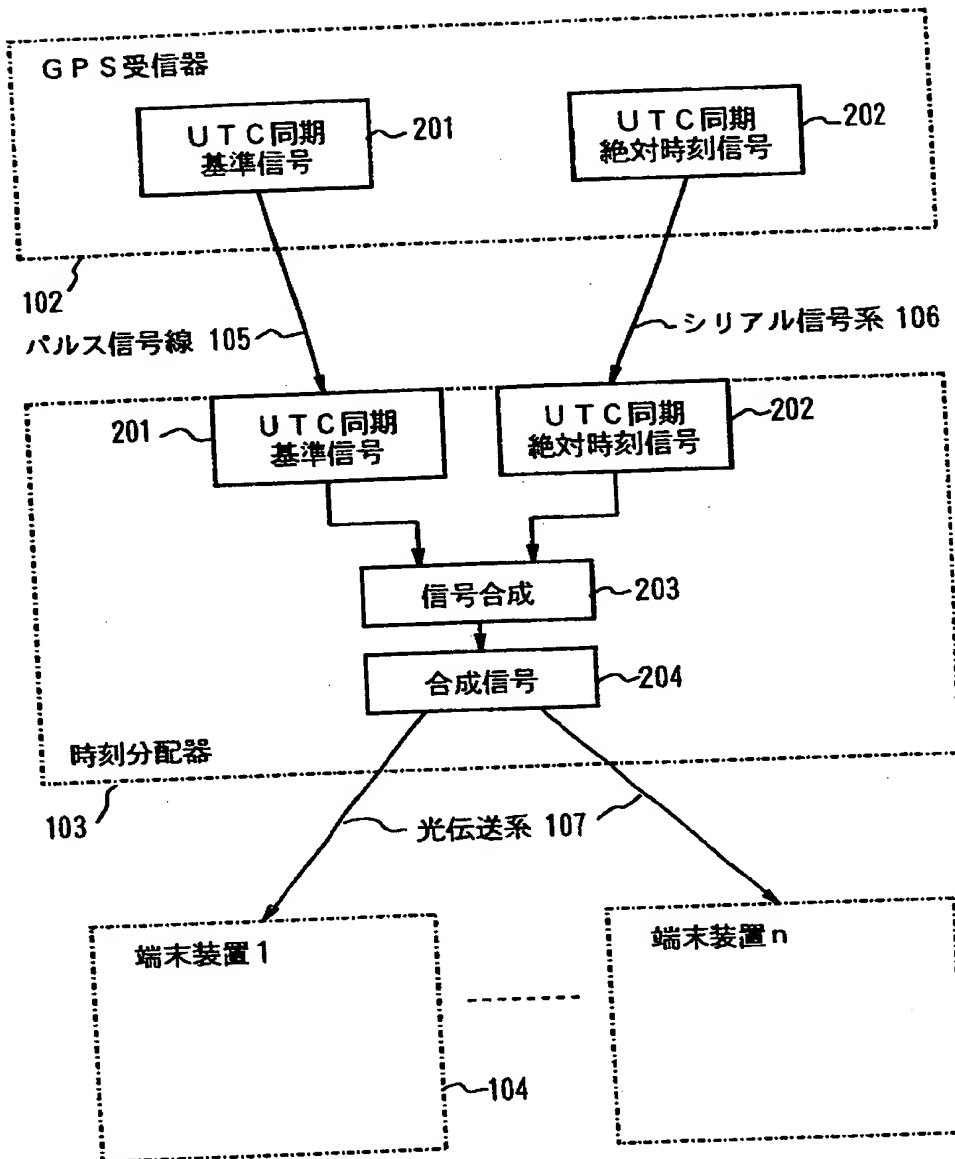 GPS受信器
UTC同期
基準信号
201
UTC同期
絶対時刻信号
202
102
パルス信号線 105
シリアル信号系 106
201
UTC同期
基準信号
UTC同期
絶対時刻信号
202
信号合成
203
合成信号
204
時刻分配器
103
光伝送系 107
端末装置1
端末装置n
104